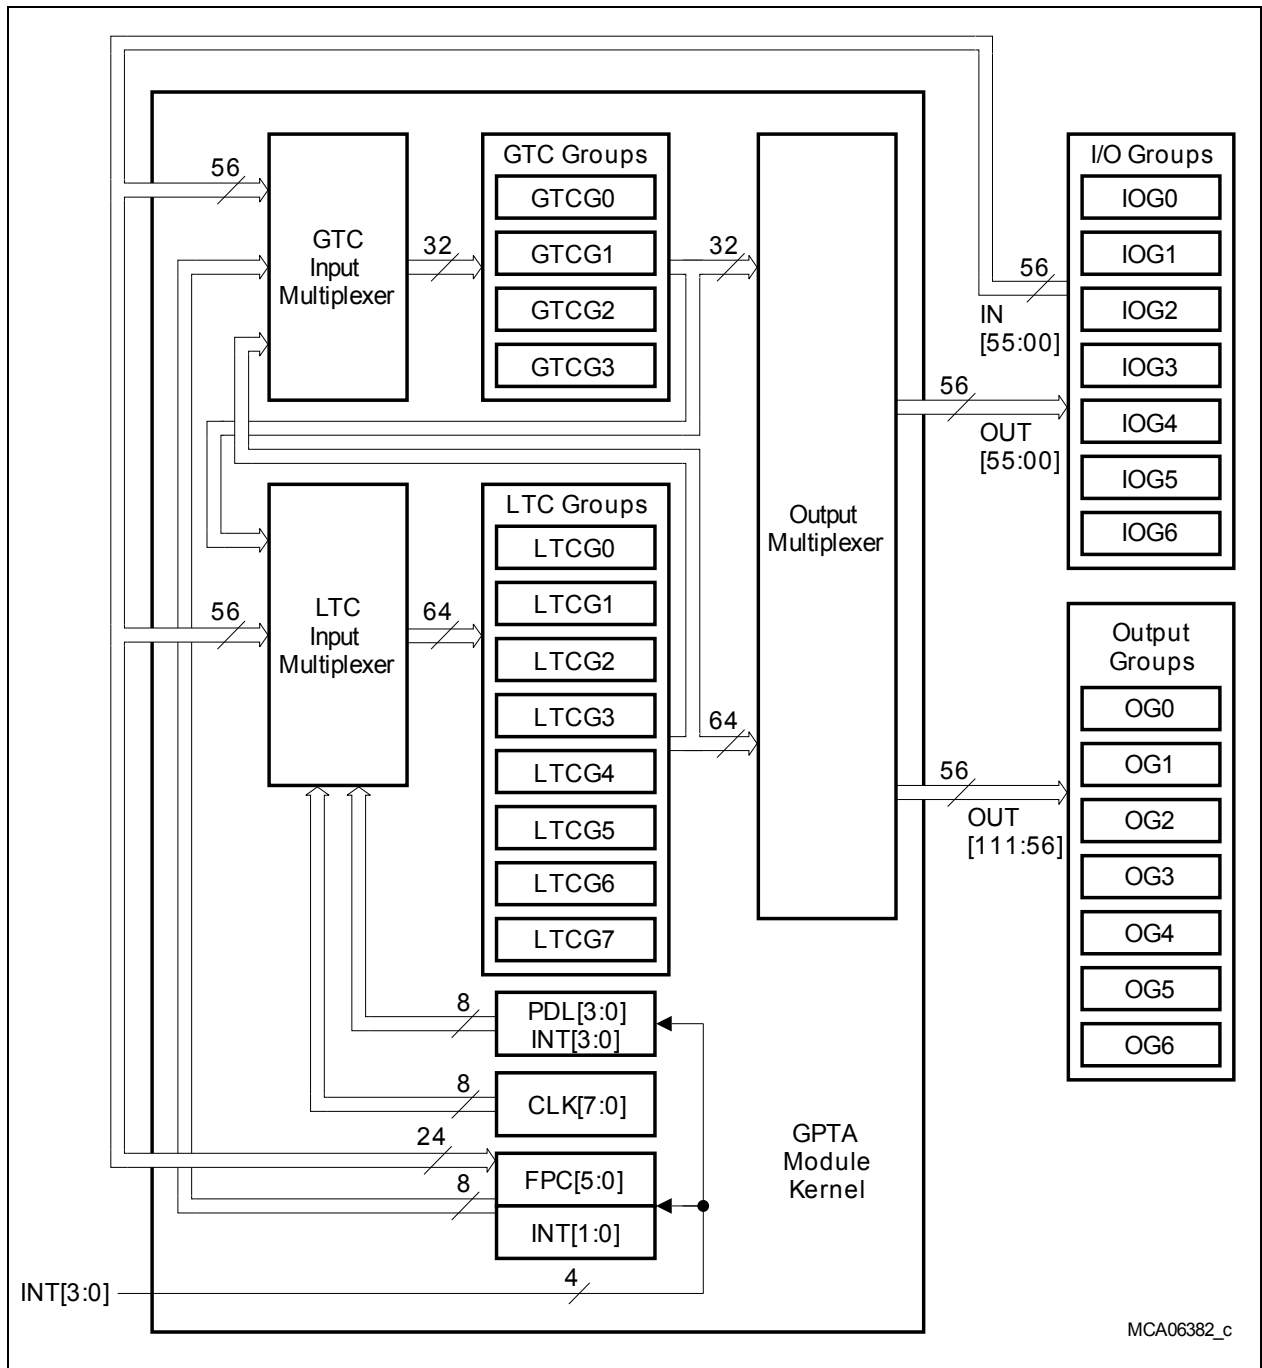 56
GTC
Input
Multiplexer
32
GTC Groups
GTCG0
GTCG1
GTCG2
GTCG3
32
I/O Groups
IOG0
IOG1
IOG2
IOG3
IOG4
IOG5
IOG6
56
IN
[55:00]
56
OUT
[55:00]
56
LTC
Input
Multiplexer
64
LTC Groups
LTCG0
LTCG1
LTCG2
LTCG3
LTCG4
LTCG5
LTCG6
LTCG7
64
Output
Multiplexer
56
OUT
[111:56]
Output
Groups
OG0
OG1
OG2
OG3
OG4
OG5
OG6
8
PDL[3:0]
INT[3:0]
8
CLK[7:0]
24
8
FPC[5:0]
INT[1:0]
GPTA
Module
Kernel
INT[3:0]
4
MCA06382_c